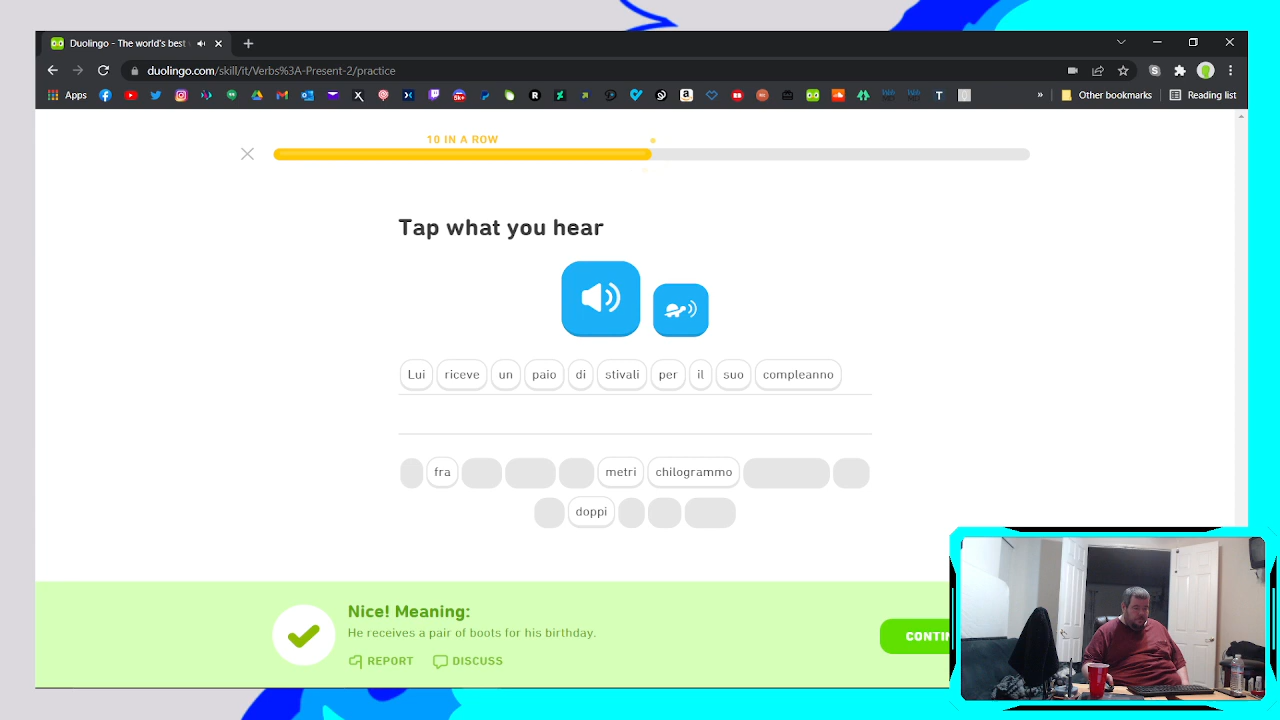 Duolingo - The world's best
duolingo.com/skill/it/Verbs%3A-Present-2/practice
Apps
Other bookmarks
Reading list
10 IN A ROW
Tap what you hear
Lui riceve un paio di stivali per il suo compleanno
fra metri chilogrammo
doppi
Nice! Meaning:
He receives a pair of boots for his birthday.
REPORT DISCUSS
CONTIN